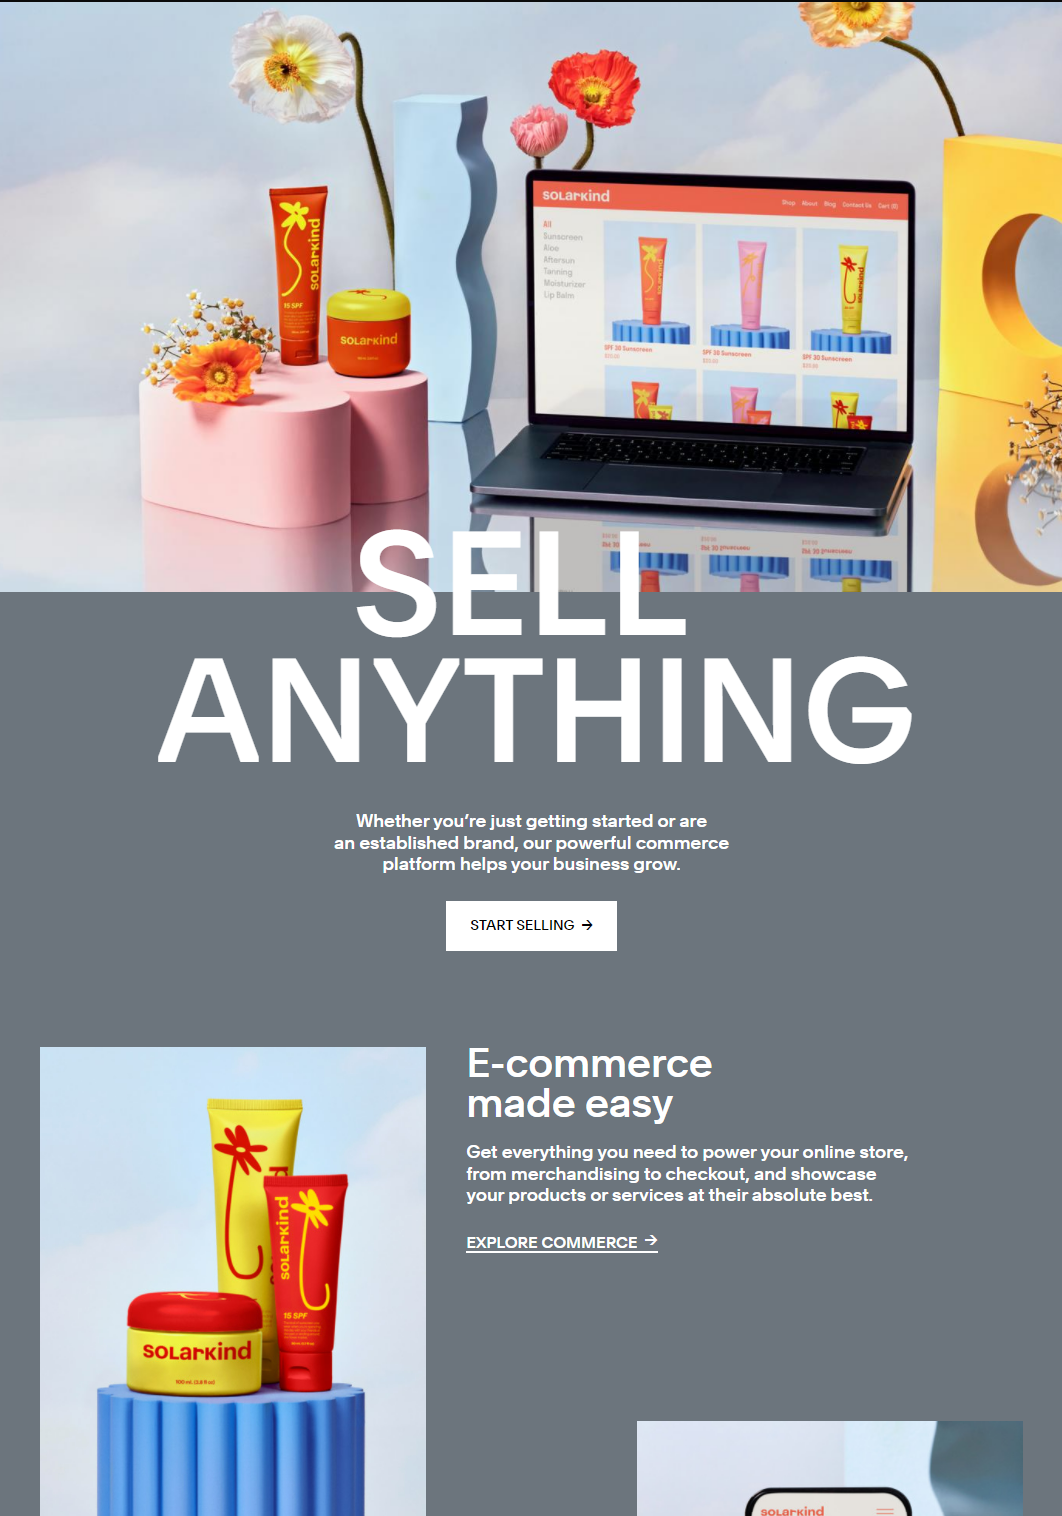 solarkind
Shop About Blog Contact Us Cart (0)
All
Sunscreen
Aloe
Aftersun
Tanning
Moisturizer
Lip Balm
SPF 30 Sunscreen
SPF 30 Sunscreen
SPF 30 Sunscreen
solarkind
15 SPF
solarkind
SELL
ANYTHING
Whether you’re just getting started or are
an established brand, our powerful commerce
platform helps your business grow.
START SELLING →
E-commerce
made easy
Get everything you need to power your online store,
from merchandising to checkout, and showcase
your products or services at their absolute best.
EXPLORE COMMERCE →
solarkind
15 SPF
solarkind
100 ml. (3.8 fl oz)
solarkind